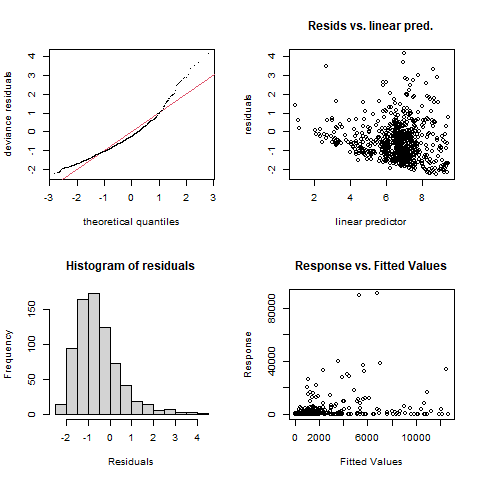 deviance residuals
-2 -1 0 1 2 3 4
-3 -2 -1 0 1 2 3
theoretical quantiles
Resids vs. linear pred.
residuals
-2 -1 0 1 2 3 4
2 4 6 8
linear predictor
Histogram of residuals
Frequency
0 50 100 150
-2 -1 0 1 2 3 4
Residuals
Response vs. Fitted Values
Response
0 40000 80000
0 2000 6000 10000
Fitted Values